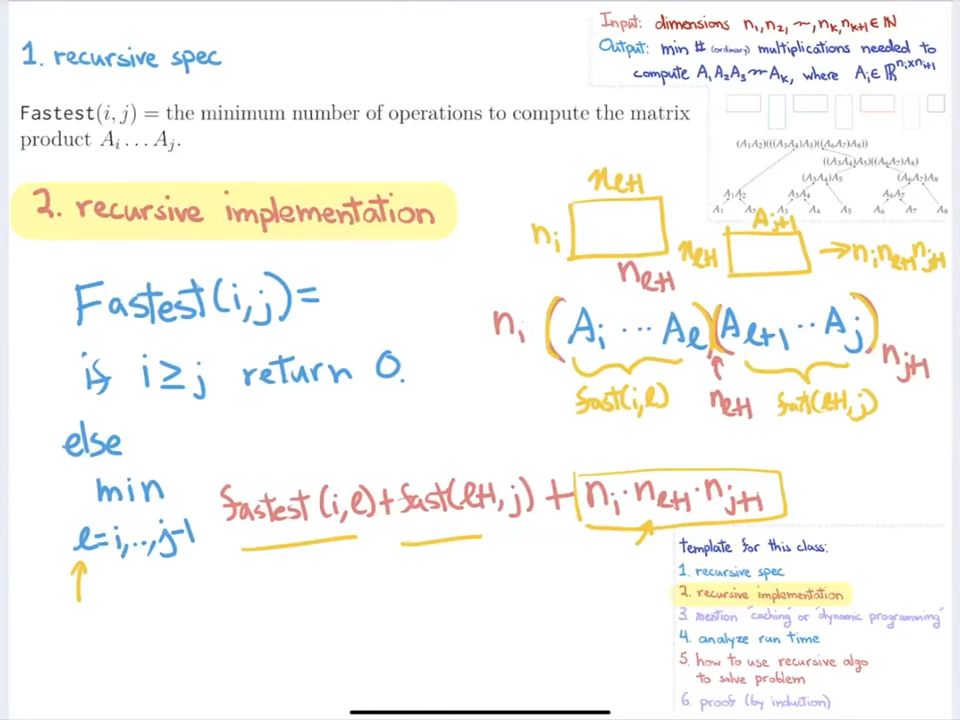 Input: dimensions n₁, n₂, ~, nₖ, nₖ₊₁ ∈ ℕ
Output: min # (ordinary) multiplications needed to
compute A₁A₂A₃~Aₖ, where Aᵢ ∈ ℝ^{nᵢ×nᵢ₊₁}
1. recursive spec
Fastest(i, j) = the minimum number of operations to compute the matrix
product Aᵢ … Aⱼ.
(A₁A₂)(((A₃A₄)A₅)((A₆A₇)A₈))
((A₃A₄)A₅)((A₆A₇)A₈)
(A₃A₄)A₅ (A₆A₇)A₈
A₁A₂ A₃A₄ A₆A₇
A₁ A₂ A₃ A₄ A₅ A₆ A₇ A₈
2. recursive implementation
nₗ₊₁
nᵢ
nₗ₊₁
nₗ₊₁
Aⱼ₊₁
→ nᵢ nₗ₊₁ nⱼ₊₁
Fastest(i,j) =
nᵢ (Aᵢ ··· Aₗ)(Aₗ₊₁ ·· Aⱼ) nⱼ₊₁
fast(i,ℓ) nₗ₊₁ fast(ℓ+1,j)
if i ≥ j return 0.
else
min fastest(i,ℓ) + fast(ℓ+1, j) + nᵢ · nₗ₊₁ · nⱼ₊₁
ℓ=i,..,j-1
template for this class:
1. recursive spec
2. recursive implementation
3. mention "caching" or "dynamic programming"
4. analyze run time
5. how to use recursive algo
to solve problem
6. proof (by induction)